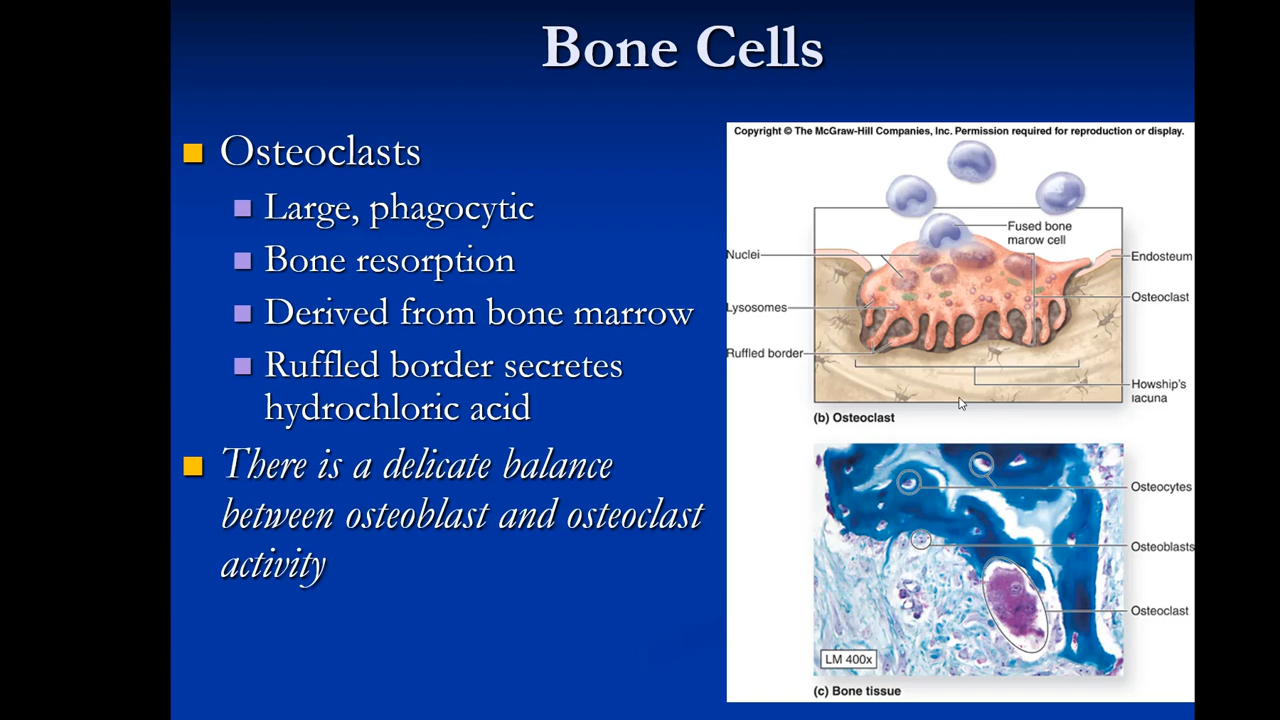 Bone Cells
Osteoclasts
Large, phagocytic
Bone resorption
Derived from bone marrow
Ruffled border secretes
hydrochloric acid
There is a delicate balance
between osteoblast and osteoclast
activity
Copyright © The McGraw-Hill Companies, Inc. Permission required for reproduction or display.
Fused bone
marow cell
Nuclei
Endosteum
Osteoclast
Lysosomes
Ruffled border
Howship's
lacuna
(b) Osteoclast
Osteocytes
Osteoblasts
Osteoclast
LM 400x
(c) Bone tissue